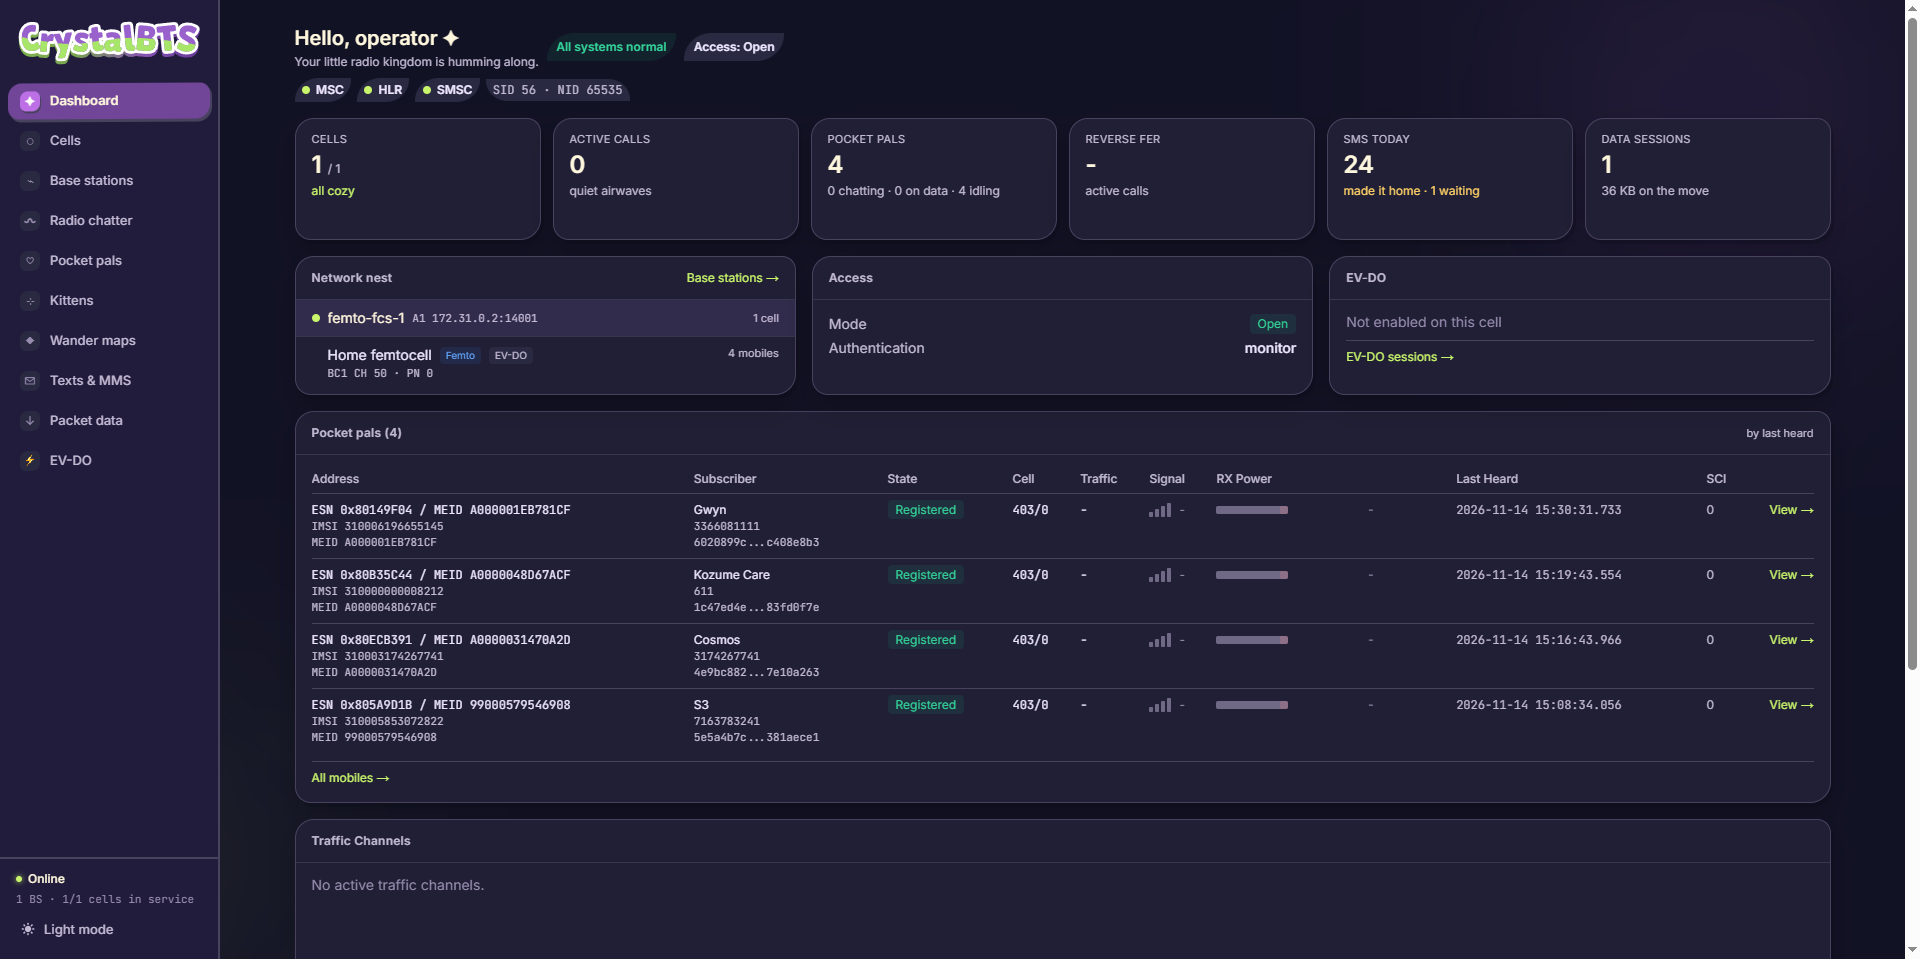 CrystalBTS
Dashboard
Cells
Base stations
Radio chatter
Pocket pals
Kittens
Wander maps
Texts & MMS
Packet data
EV-DO
Online
1 BS · 1/1 cells in service
Light mode
Hello, operator ✦
Your little radio kingdom is humming along.
All systems normal
Access: Open
MSC
HLR
SMSC
SID 56 · NID 65535
CELLS
1 / 1
all cozy
ACTIVE CALLS
0
quiet airwaves
POCKET PALS
4
0 chatting · 0 on data · 4 idling
REVERSE FER
-
active calls
SMS TODAY
24
made it home · 1 waiting
DATA SESSIONS
1
36 KB on the move
Network nest
Base stations →
femto-fcs-1 A1 172.31.0.2:14001 1 cell
Home femtocell Femto EV-DO 4 mobiles
BC1 CH 50 · PN 0
Access
Mode Open
Authentication monitor
EV-DO
Not enabled on this cell
EV-DO sessions →
Pocket pals (4) by last heard
Address Subscriber State Cell Traffic Signal RX Power Last Heard SCI
ESN 0x80149F04 / MEID A000001EB781CF Gwyn Registered 403/0 - - - 2026-11-14 15:30:31.733 0 View →
IMSI 310006196655145 3366081111
MEID A000001EB781CF 6020899c...c408e8b3
ESN 0x80B35C44 / MEID A0000048D67ACF Kozume Care Registered 403/0 - - - 2026-11-14 15:19:43.554 0 View →
IMSI 310000000008212 611
MEID A0000048D67ACF 1c47ed4e...83fd0f7e
ESN 0x80ECB391 / MEID A0000031470A2D Cosmos Registered 403/0 - - - 2026-11-14 15:16:43.966 0 View →
IMSI 310003174267741 3174267741
MEID A0000031470A2D 4e9bc882...7e10a263
ESN 0x805A9D1B / MEID 99000579546908 S3 Registered 403/0 - - - 2026-11-14 15:08:34.056 0 View →
IMSI 310005853072822 7163783241
MEID 99000579546908 5e5a4b7c...381aece1
All mobiles →
Traffic Channels
No active traffic channels.